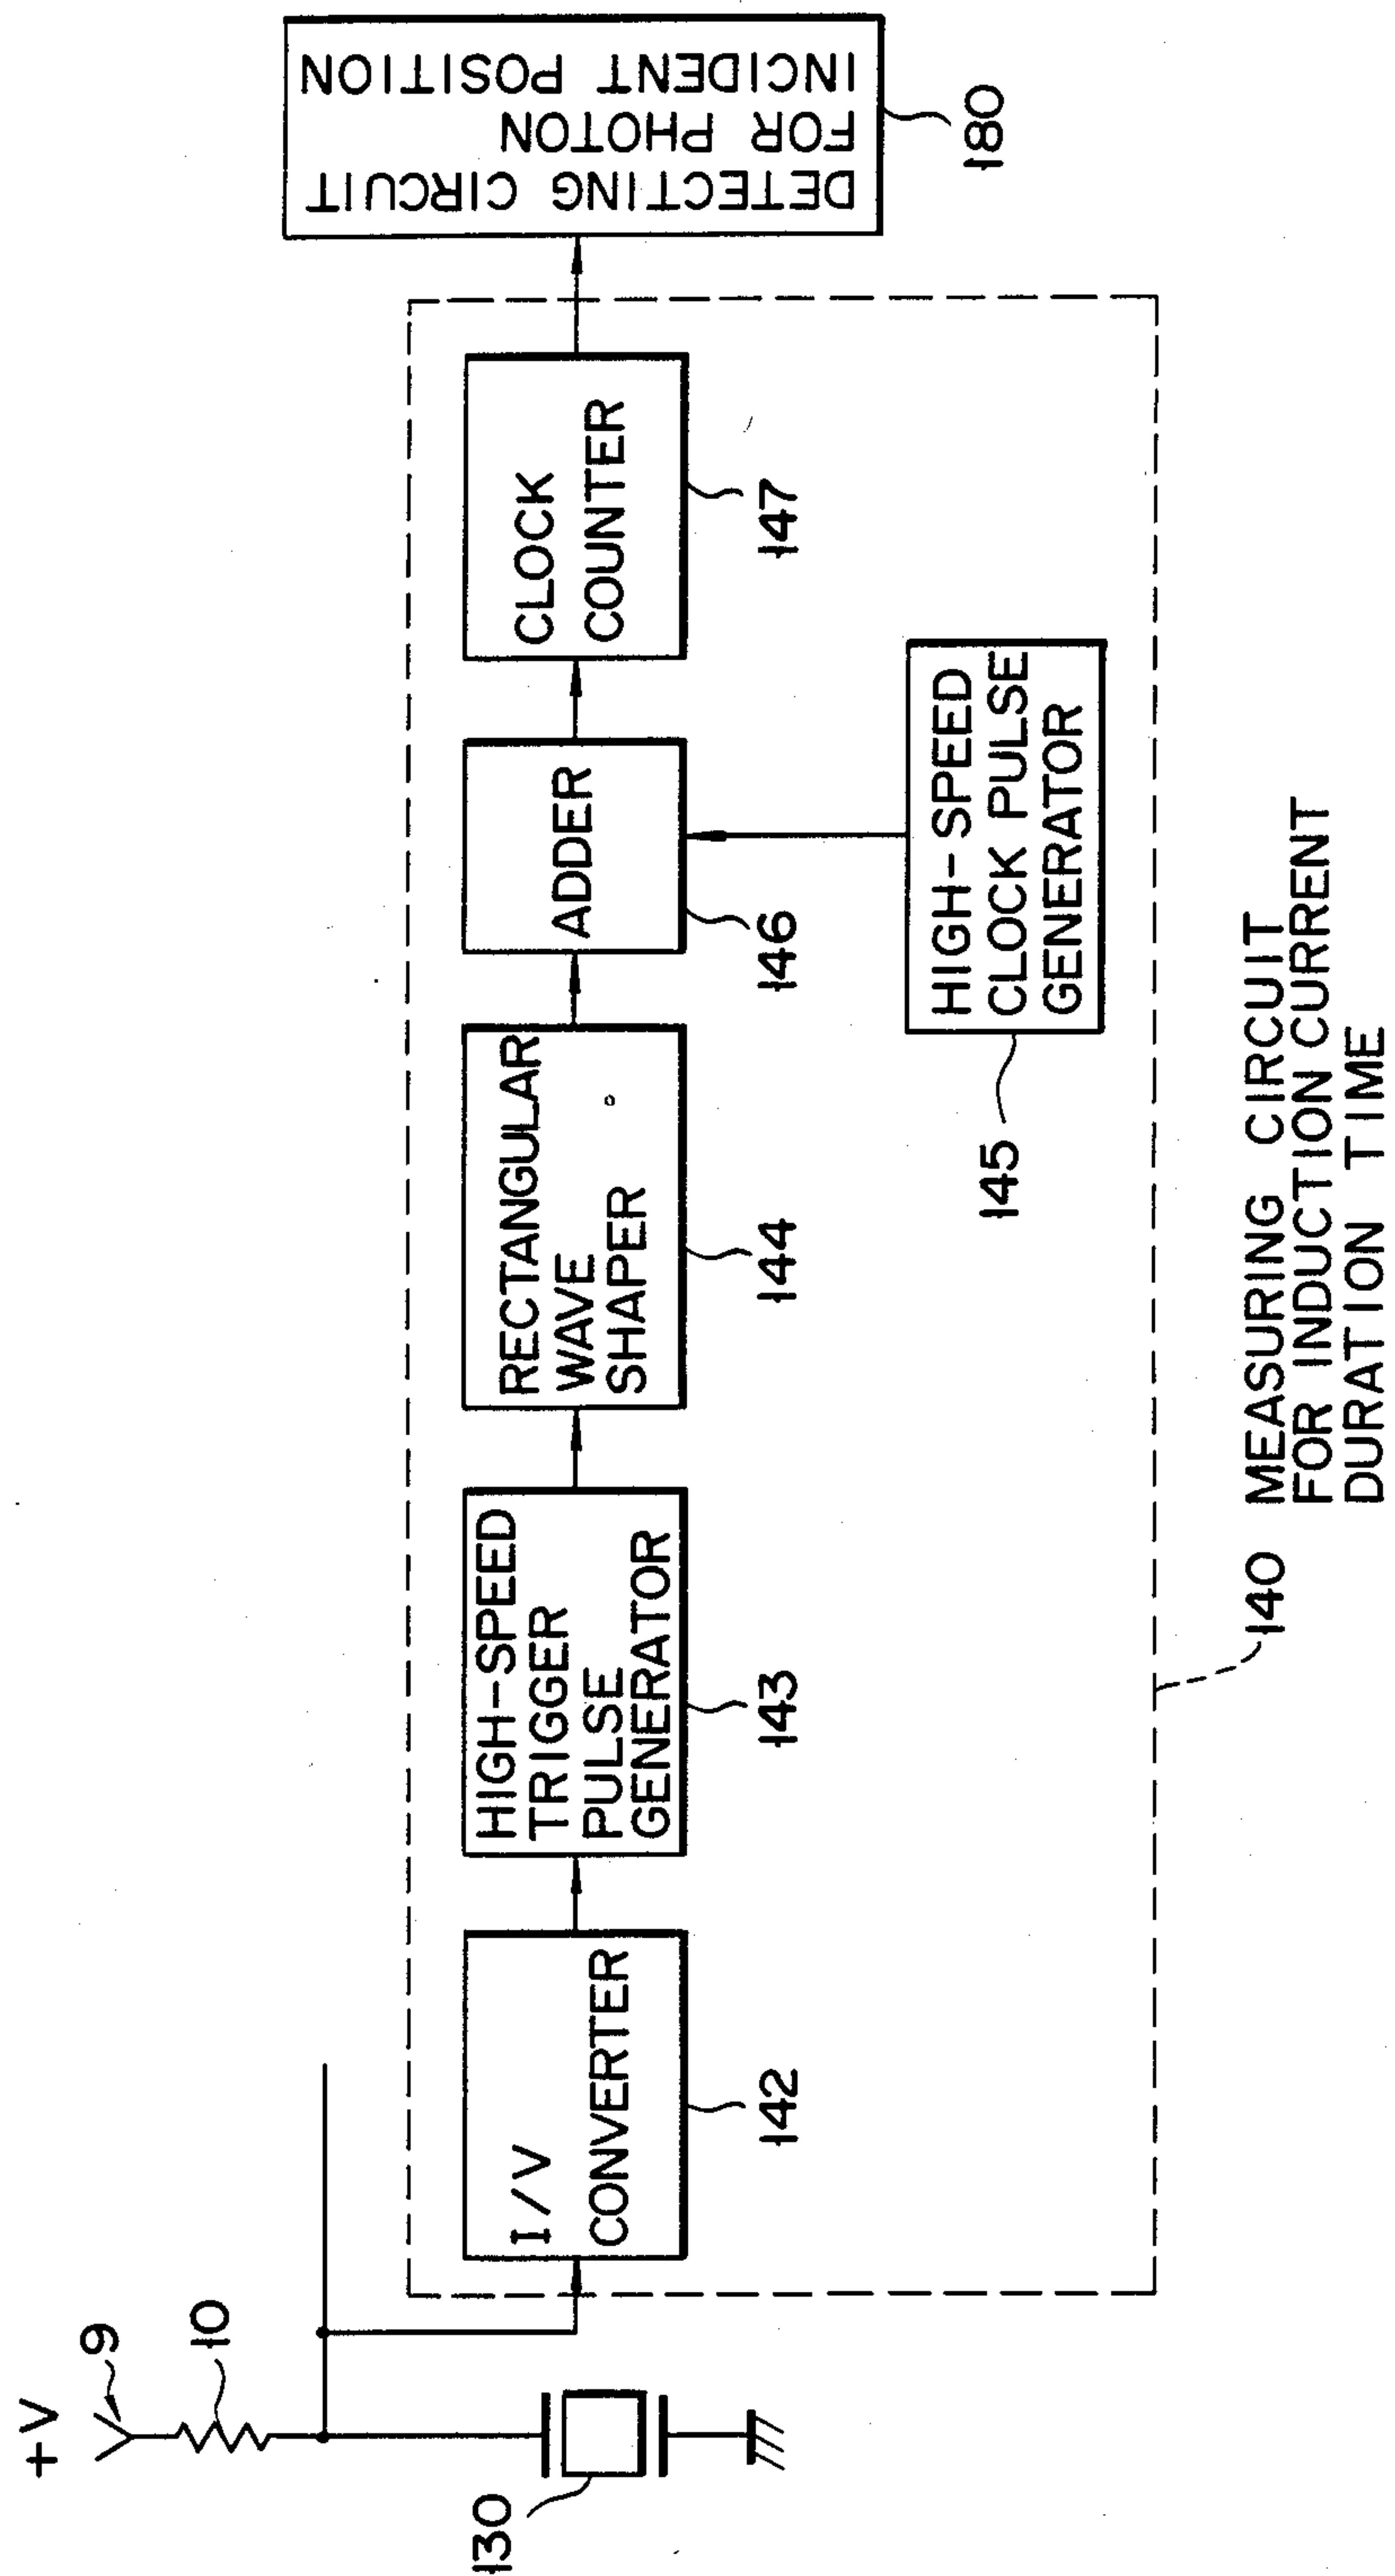 +V
9
10
130
I/V
CONVERTER
142
HIGH-SPEED
TRIGGER
PULSE
GENERATOR
143
RECTANGULAR
WAVE
SHAPER
144
ADDER
146
HIGH-SPEED
CLOCK PULSE
GENERATOR
145
CLOCK
COUNTER
147
DETECTING CIRCUIT
FOR PHOTON
INCIDENT POSITION
180
140 MEASURING CIRCUIT
FOR INDUCTION CURRENT
DURATION TIME